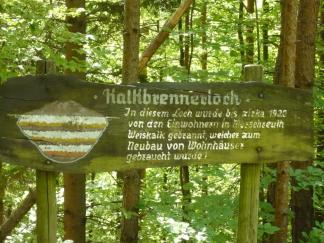 Kalkbrennerloch
In diesem Loch wurde bis zirka 1920
von den Einwohnern in
Weiskalk gebrannt, welcher zum
Neubau von Wohnhäuser
gebraucht wurde!